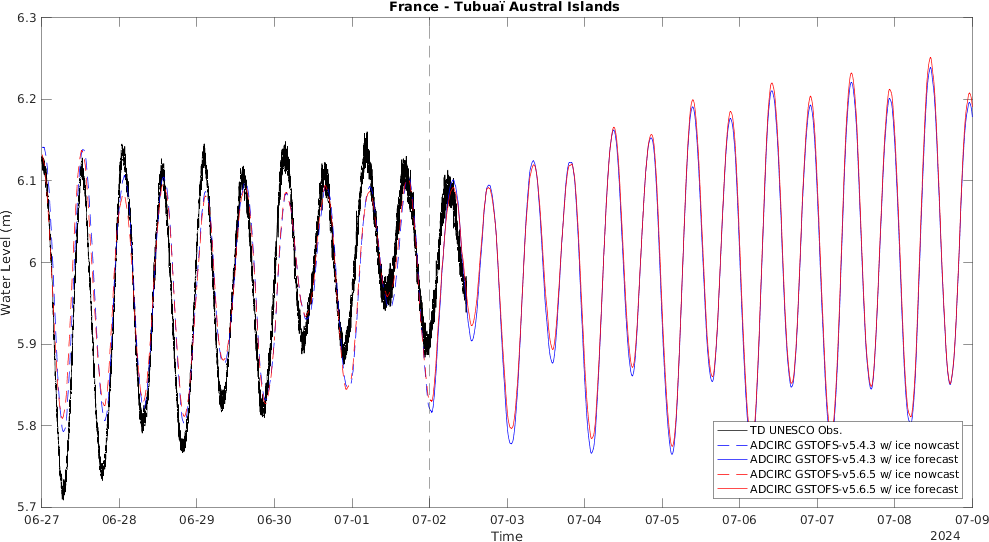 France - Tubuaï Austral Islands
6.3
6.2
6.1
6
5.9
5.8
5.7
Water Level (m)
TD UNESCO Obs.
ADCIRC GSTOFS-v5.4.3 w/ ice nowcast
ADCIRC GSTOFS-v5.4.3 w/ ice forecast
ADCIRC GSTOFS-v5.6.5 w/ ice nowcast
ADCIRC GSTOFS-v5.6.5 w/ ice forecast
06-27 06-28 06-29 06-30 07-01 07-02 07-03 07-04 07-05 07-06 07-07 07-08 07-09
Time
2024